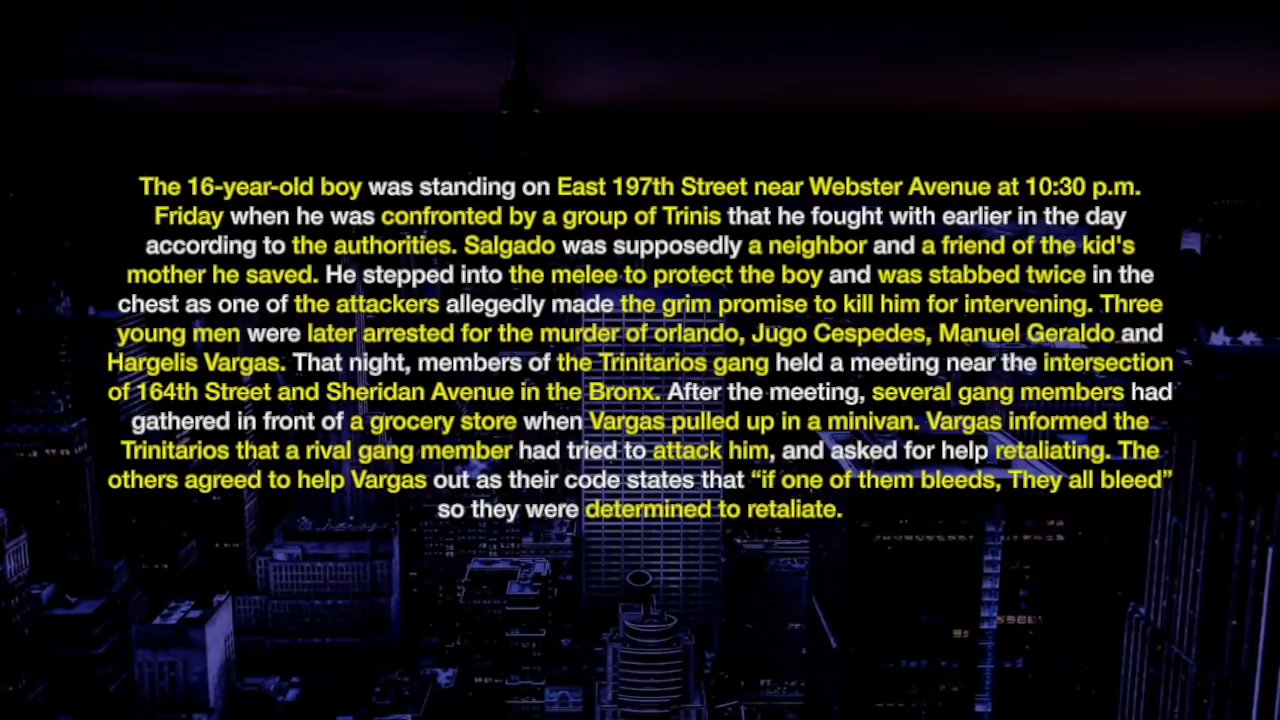 The 16-year-old boy was standing on East 197th Street near Webster Avenue at 10:30 p.m.
Friday when he was confronted by a group of Trinis that he fought with earlier in the day
according to the authorities. Salgado was supposedly a neighbor and a friend of the kid's
mother he saved. He stepped into the melee to protect the boy and was stabbed twice in the
chest as one of the attackers allegedly made the grim promise to kill him for intervening. Three
young men were later arrested for the murder of orlando, Jugo Cespedes, Manuel Geraldo and
Hargelis Vargas. That night, members of the Trinitarios gang held a meeting near the intersection
of 164th Street and Sheridan Avenue in the Bronx. After the meeting, several gang members had
gathered in front of a grocery store when Vargas pulled up in a minivan. Vargas informed the
Trinitarios that a rival gang member had tried to attack him, and asked for help retaliating. The
others agreed to help Vargas out as their code states that “if one of them bleeds, They all bleed”
so they were determined to retaliate.